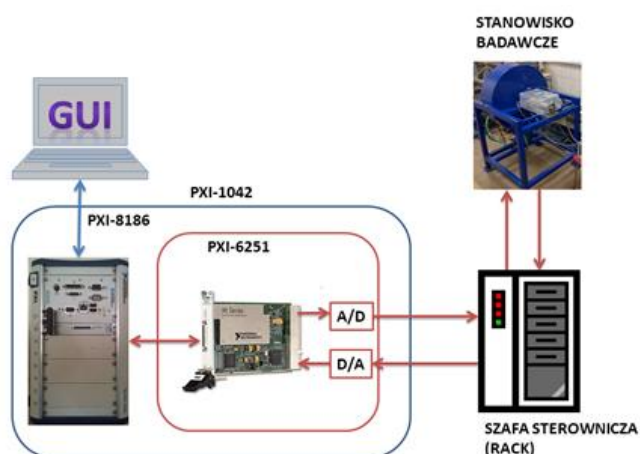 STANOWISKO
BADAWCZE
GUI
PXI-1042
PXI-8186
PXI-6251
A/D
D/A
SZAFA STEROWNICZA
(RACK)